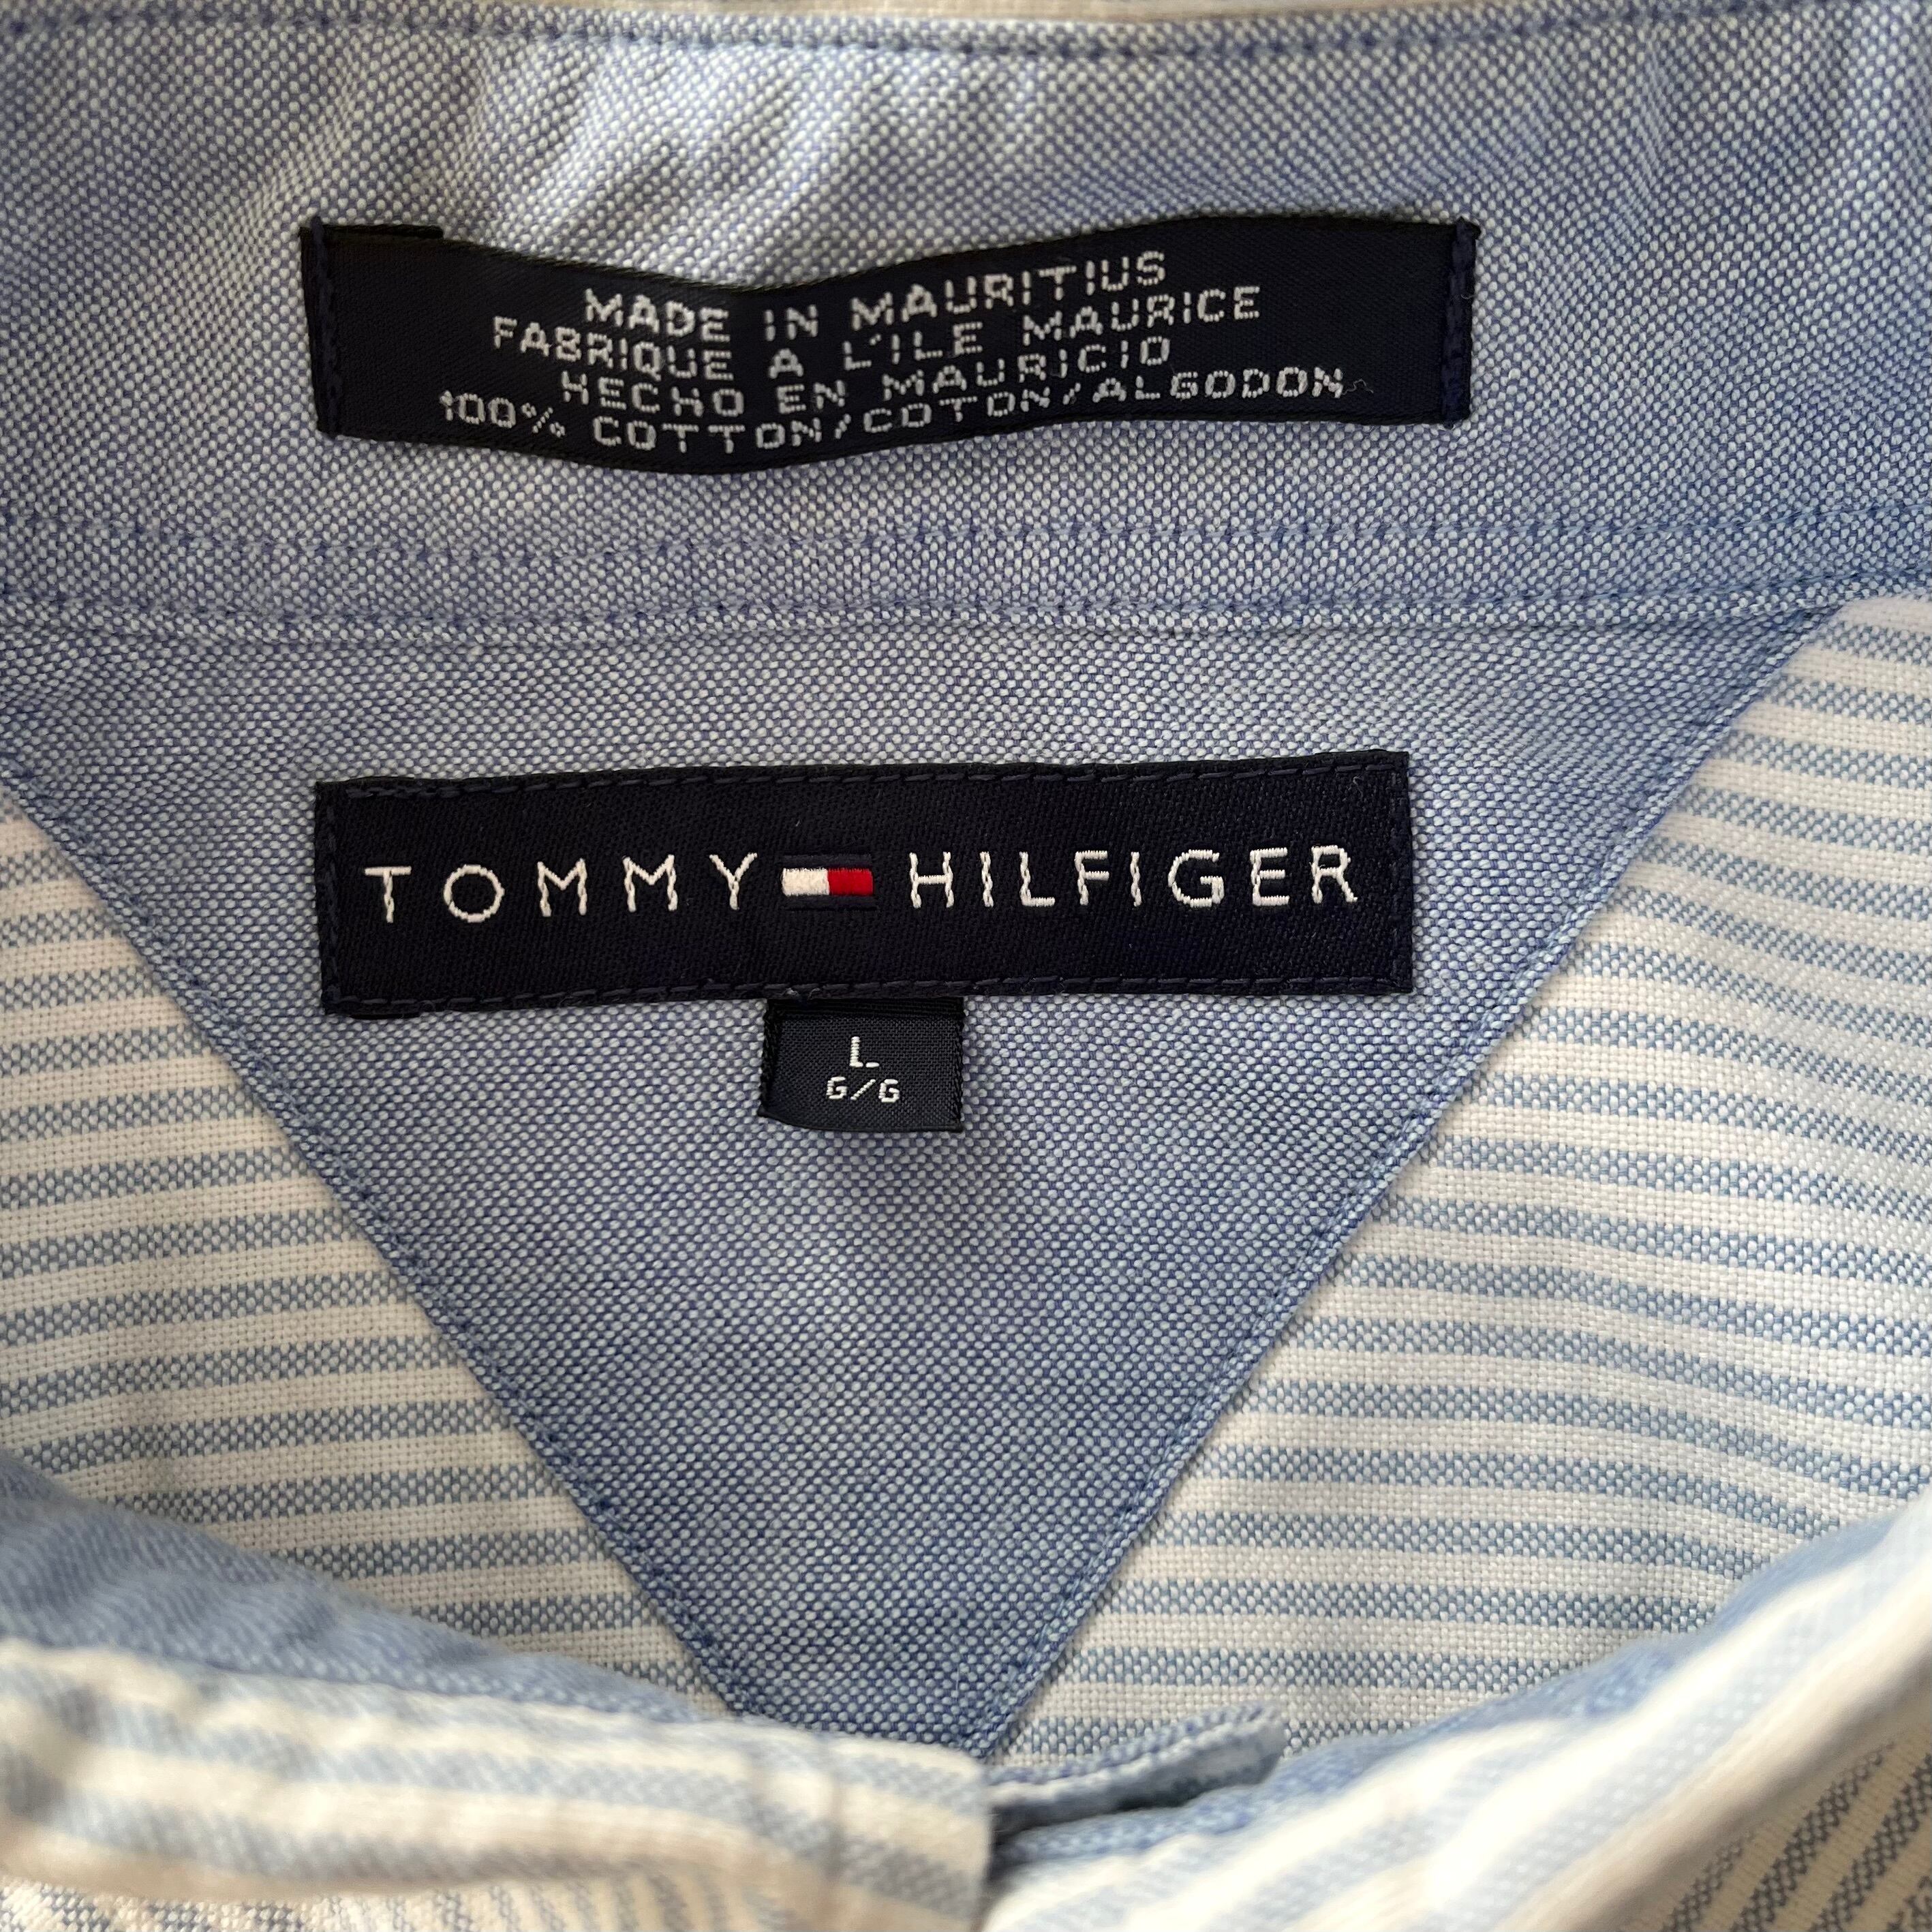 MADE IN MAURITIUS
FABRIQUE A L'ILE MAURICE
HECHO EN MAURICIO
100% COTTON/COTON/ALGODON
TOMMY HILFIGER
L
G/G